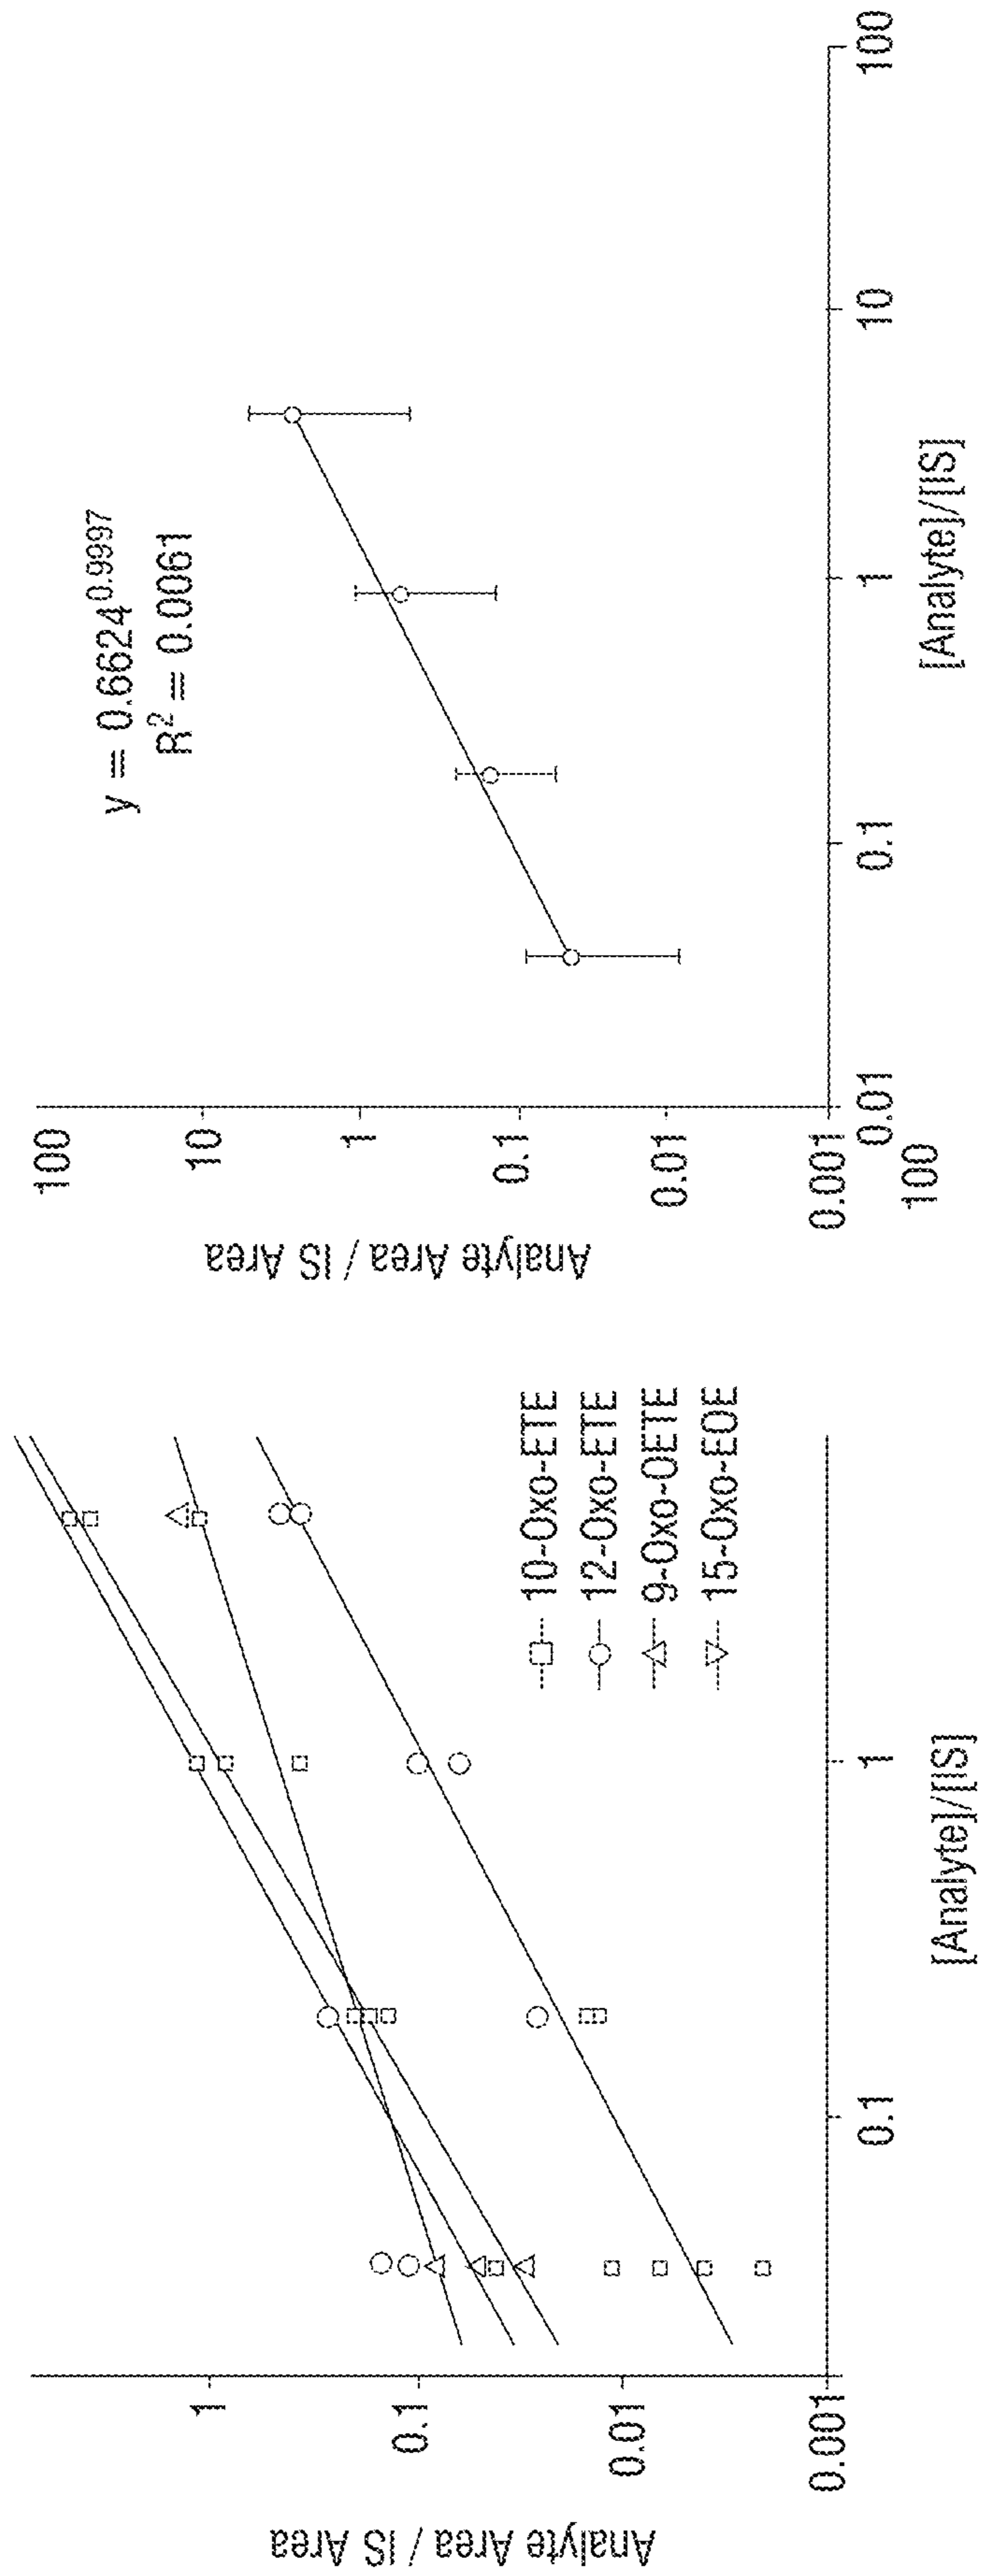 Analyte Area / IS Area
1
0.1
0.01
0.001
0.1
1
[Analyte]/[IS]
10-Oxo-ETE
12-Oxo-ETE
9-Oxo-OETE
15-Oxo-EOE
y = 0.6624^0.9997
R² = 0.0061
Analyte Area / IS Area
100
10
1
0.1
0.01
0.001
100
0.01
0.1
1
10
100
[Analyte]/[IS]